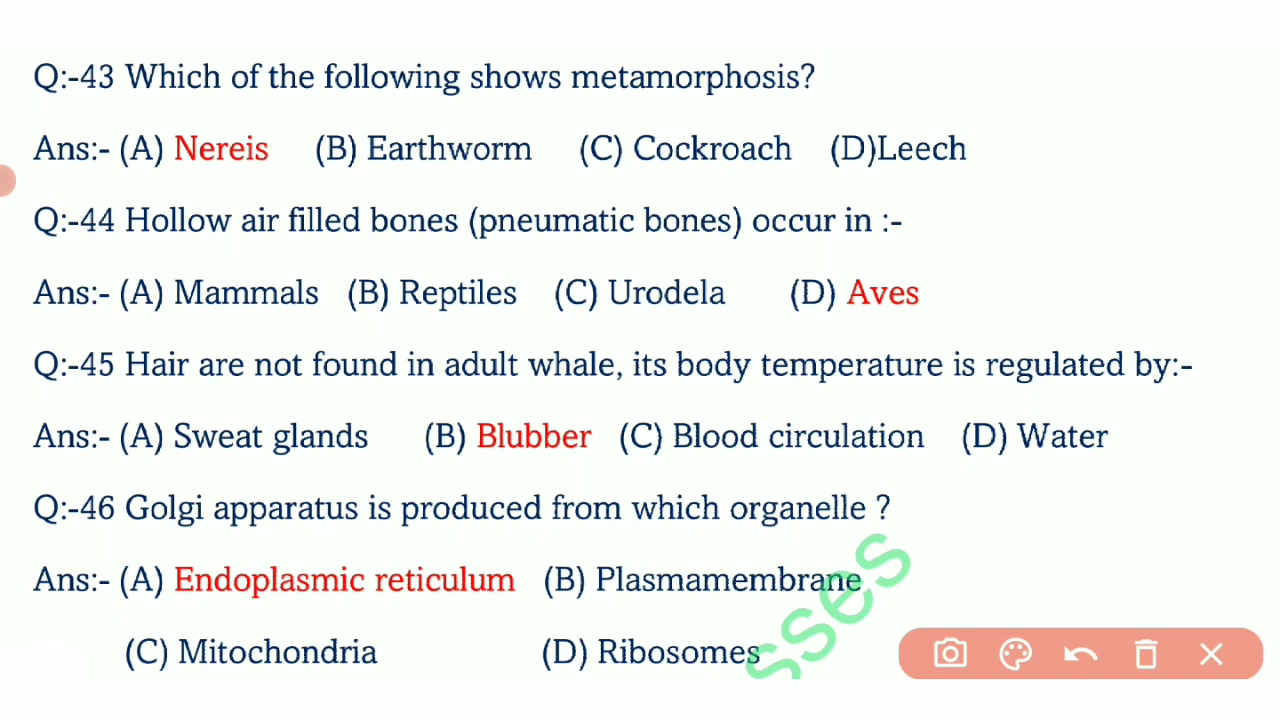 Q:-43 Which of the following shows metamorphosis?
Ans:- (A) Nereis (B) Earthworm (C) Cockroach (D)Leech
Q:-44 Hollow air filled bones (pneumatic bones) occur in :-
Ans:- (A) Mammals (B) Reptiles (C) Urodela (D) Aves
Q:-45 Hair are not found in adult whale, its body temperature is regulated by:-
Ans:- (A) Sweat glands (B) Blubber (C) Blood circulation (D) Water
Q:-46 Golgi apparatus is produced from which organelle ?
Ans:- (A) Endoplasmic reticulum (B) Plasmamembrane
(C) Mitochondria (D) Ribosomes
sses